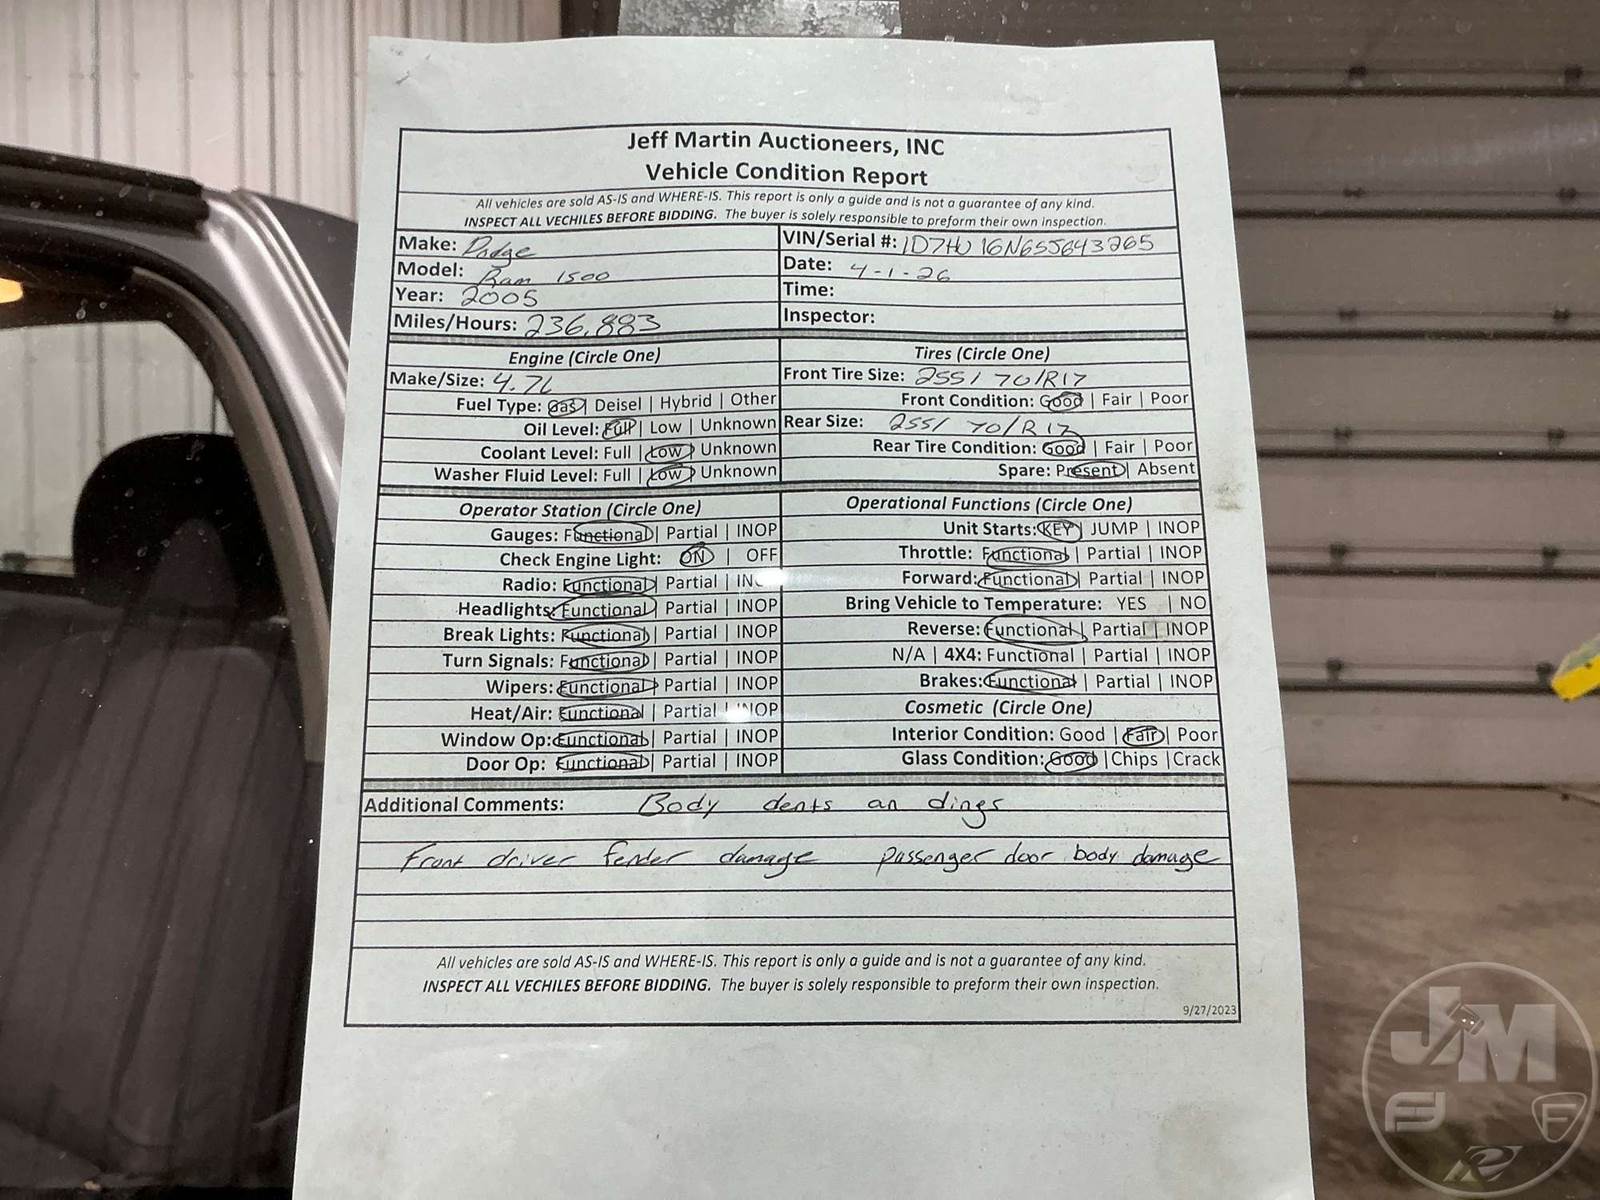 Jeff Martin Auctioneers, INC
Vehicle Condition Report
All vehicles are sold AS-IS and WHERE-IS. This report is only a guide and is not a guarantee of any kind.
INSPECT ALL VECHILES BEFORE BIDDING. The buyer is solely responsible to preform their own inspection.
Make: Dodge
VIN/Serial #: 1D7HU16N65J643265
Model: Ram 1500
Date: 4-1-26
Year: 2005
Time:
Miles/Hours: 236,883
Inspector:
Engine (Circle One)
Make/Size: 4.7L
Fuel Type: Gas | Deisel | Hybrid | Other
Oil Level: Full | Low | Unknown
Coolant Level: Full | Low | Unknown
Washer Fluid Level: Full | Low | Unknown
Tires (Circle One)
Front Tire Size: 255/ 70/R17
Front Condition: Good | Fair | Poor
Rear Size: 255/ 70/R17
Rear Tire Condition: Good | Fair | Poor
Spare: Present | Absent
Operator Station (Circle One)
Gauges: Functional | Partial | INOP
Check Engine Light: ON | OFF
Radio: Functional | Partial |
Headlights: Functional | Partial | INOP
Break Lights: Functional | Partial | INOP
Turn Signals: Functional | Partial | INOP
Wipers: Functional | Partial | INOP
Heat/Air: Functional | Partial | INOP
Window Op: Functional | Partial | INOP
Door Op: Functional | Partial | INOP
Operational Functions (Circle One)
Unit Starts: KEY | JUMP | INOP
Throttle: Functional | Partial | INOP
Forward: Functional | Partial | INOP
Bring Vehicle to Temperature: YES | NO
Reverse: Functional | Partial | INOP
N/A | 4X4: Functional | Partial | INOP
Brakes: Functional | Partial | INOP
Cosmetic (Circle One)
Interior Condition: Good | Fair | Poor
Glass Condition: Good | Chips | Crack
Additional Comments: Body dents an dings
Front driver fender damage passenger door body damage
All vehicles are sold AS-IS and WHERE-IS. This report is only a guide and is not a guarantee of any kind.
INSPECT ALL VECHILES BEFORE BIDDING. The buyer is solely responsible to preform their own inspection.
9/27/2023
JM